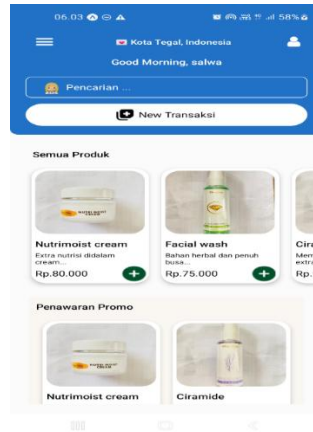 06.03
58%
Kota Tegal, Indonesia
Good Morning, salwa
Pencarian ...
New Transaksi
Semua Produk
Nutrimoist cream
Extra nutrisi didalam
cream...
Rp.80.000
Facial wash
Bahan herbal dan penuh
busa...
Rp.75.000
Cir
Rp.
Penawaran Promo
Nutrimoist cream
Ciramide